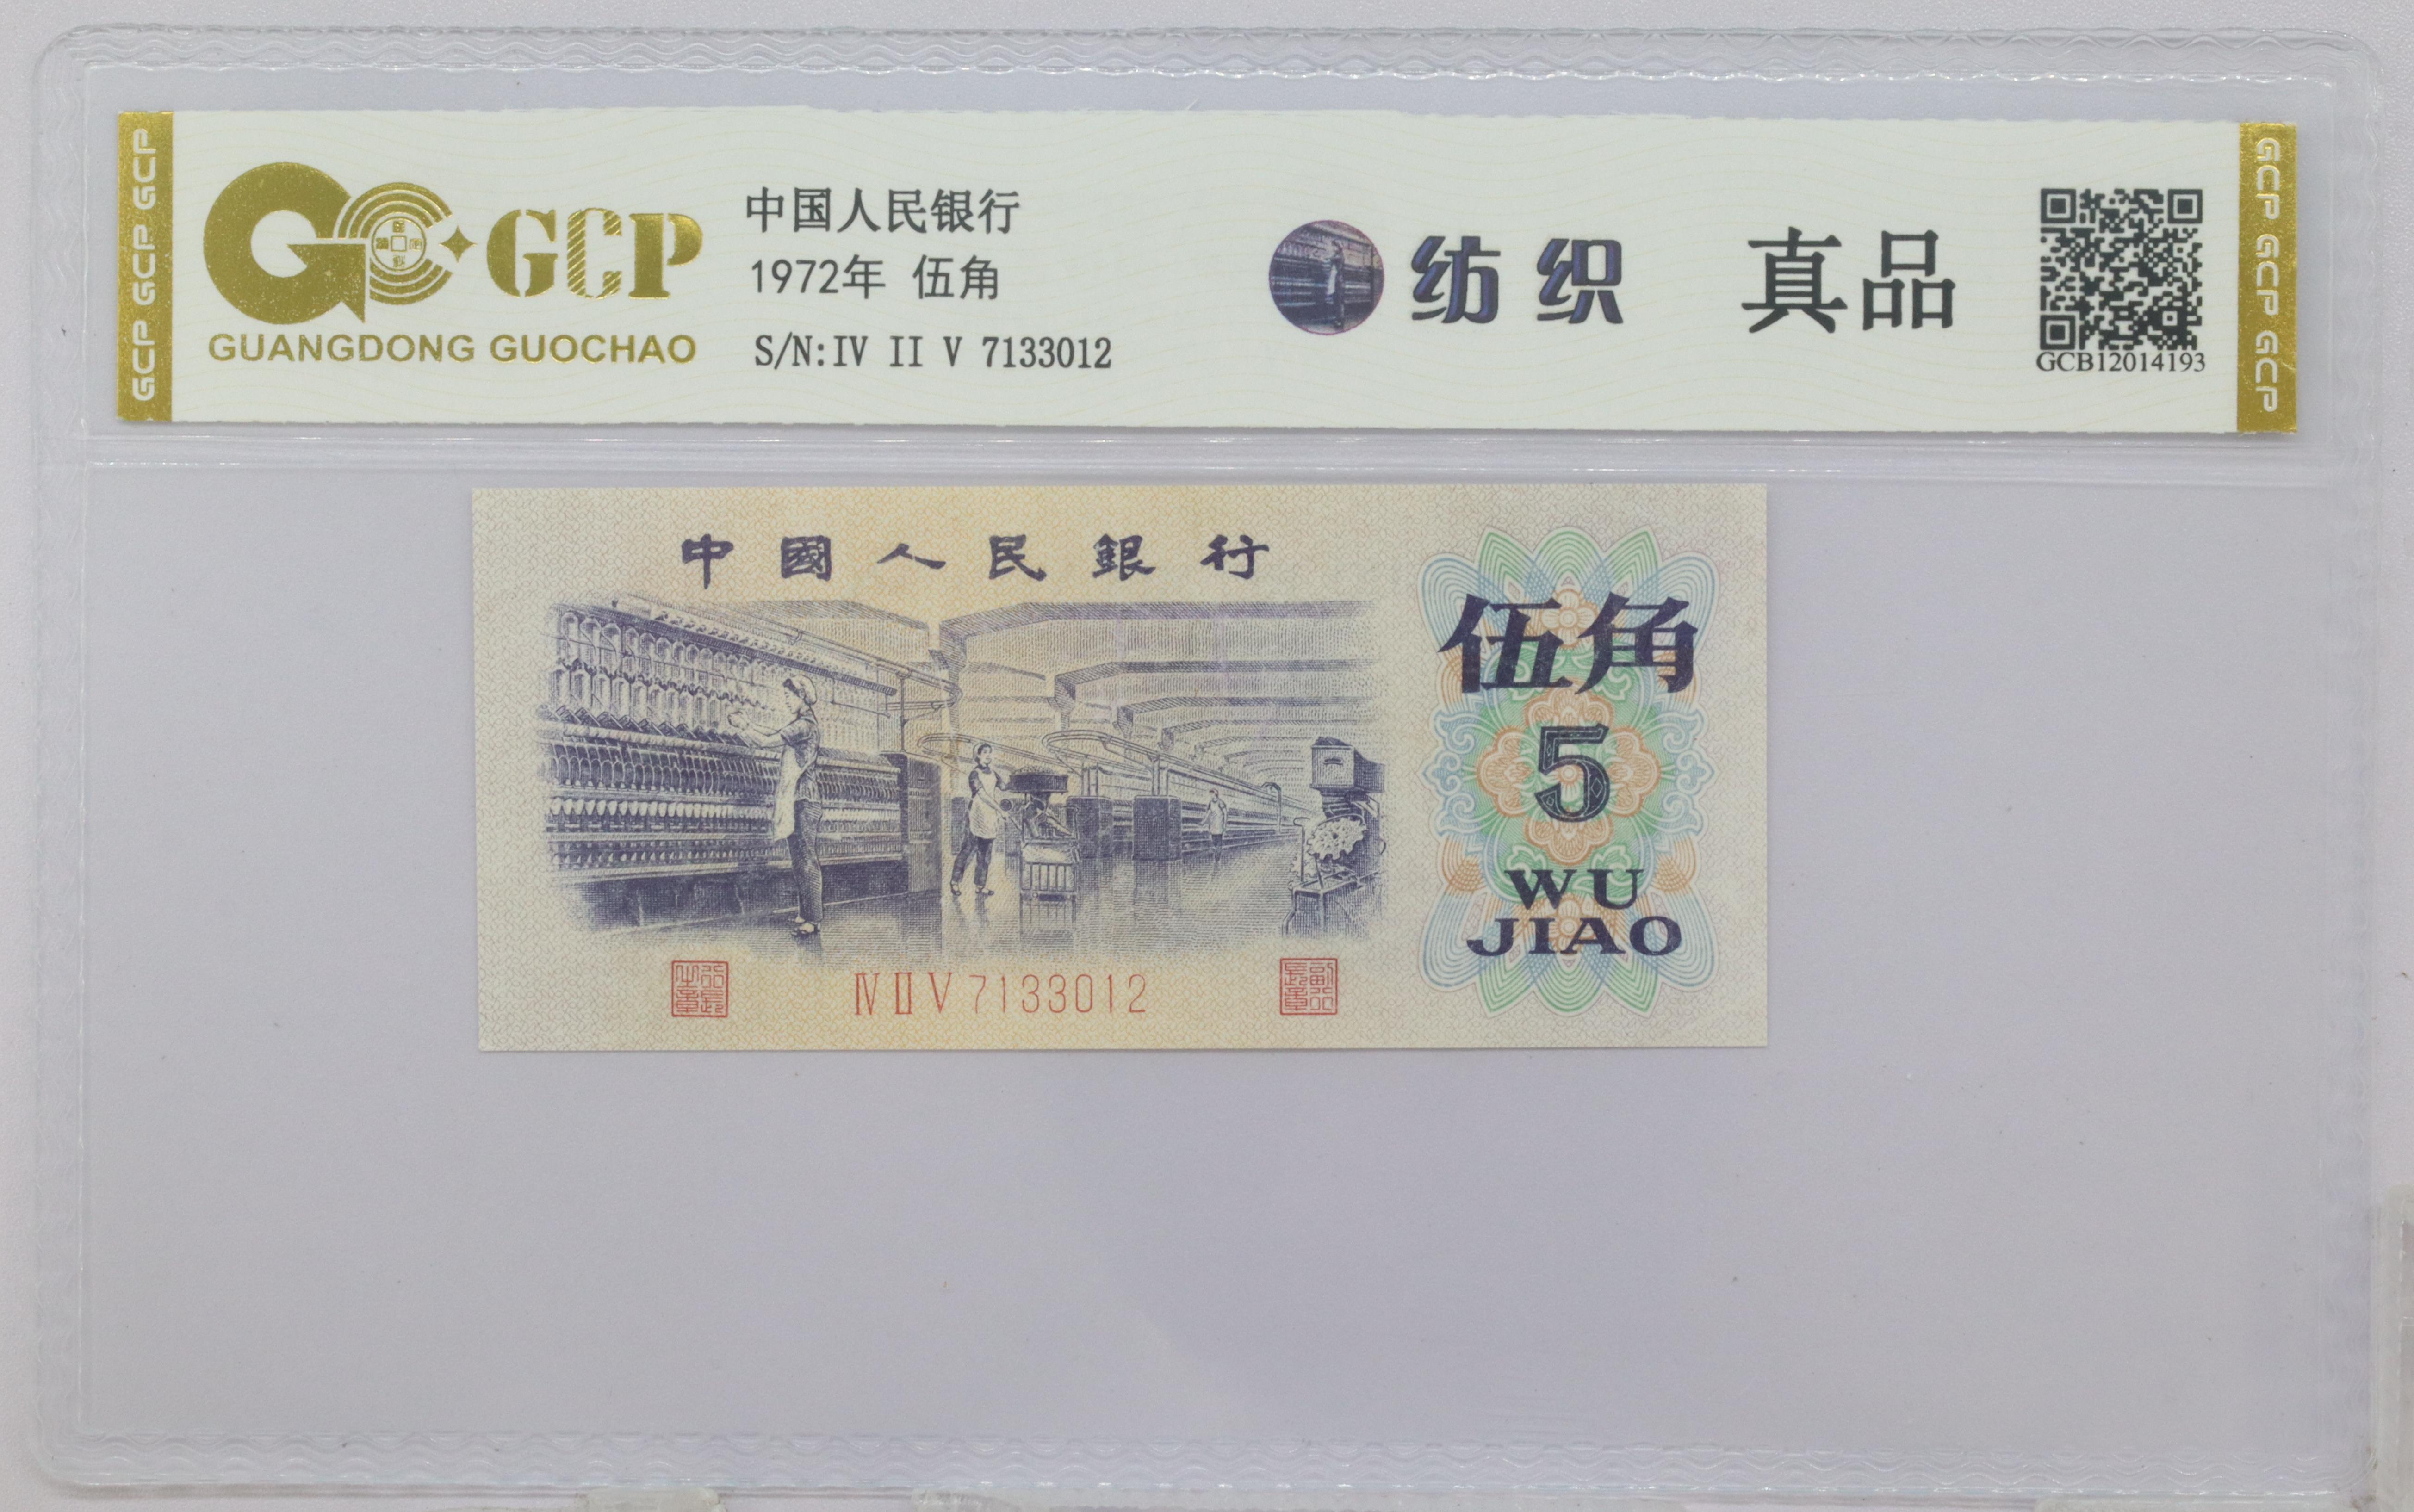 GCP GCP GCP
GCP
GUANGDONG GUOCHAO
中国人民银行
1972年 伍角
S/N:IV II V 7133012
纺织
真品
GCB12014193
GCP GCP GCP
中國人民銀行
伍角
5
WU
JIAO
IV II V 7133012